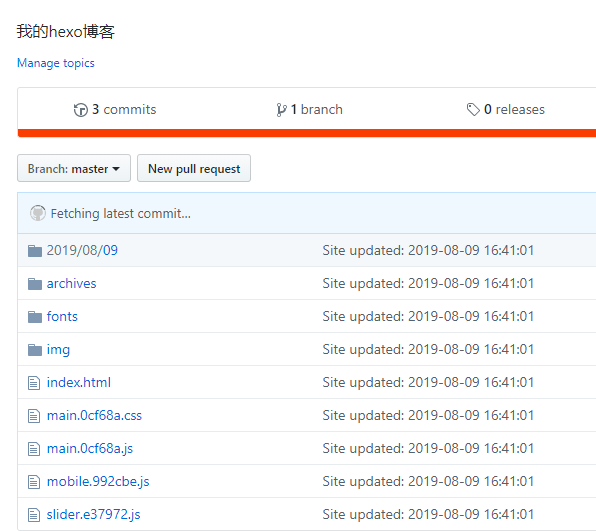 我的hexo博客
Manage topics
3 commits 1 branch 0 releases
Branch: master New pull request
Fetching latest commit...
2019/08/09 Site updated: 2019-08-09 16:41:01
archives Site updated: 2019-08-09 16:41:01
fonts Site updated: 2019-08-09 16:41:01
img Site updated: 2019-08-09 16:41:01
index.html Site updated: 2019-08-09 16:41:01
main.0cf68a.css Site updated: 2019-08-09 16:41:01
main.0cf68a.js Site updated: 2019-08-09 16:41:01
mobile.992cbe.js Site updated: 2019-08-09 16:41:01
slider.e37972.js Site updated: 2019-08-09 16:41:01